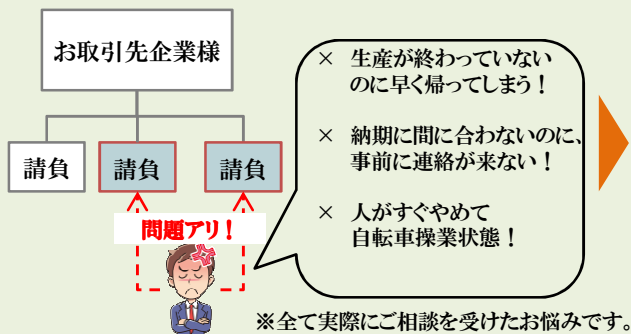 お取引先企業様
請負
請負
請負
問題アリ！
× 生産が終わっていない
のに早く帰ってしまう！
× 納期に間に合わないのに、
事前に連絡が来ない！
× 人がすぐやめて
自転車操業状態！
※全て実際にご相談を受けたお悩みです。